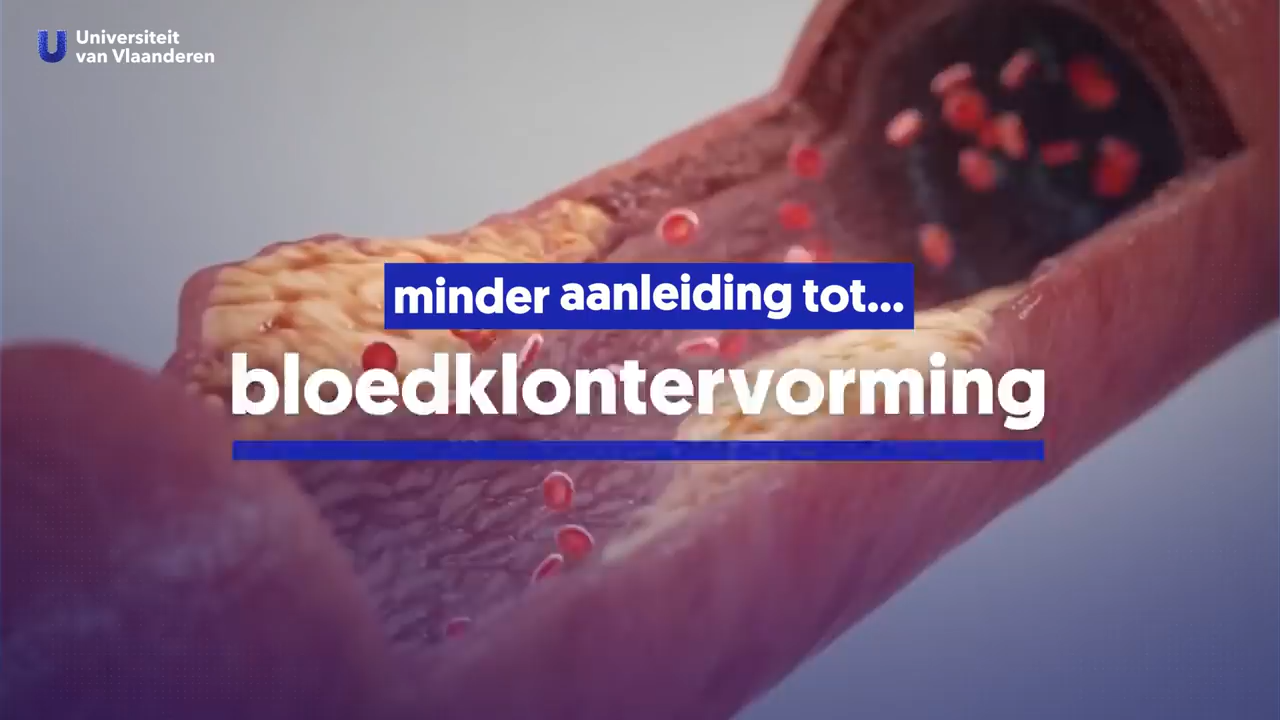 Universiteit
van Vlaanderen
minder aanleiding tot...
bloedklontervorming